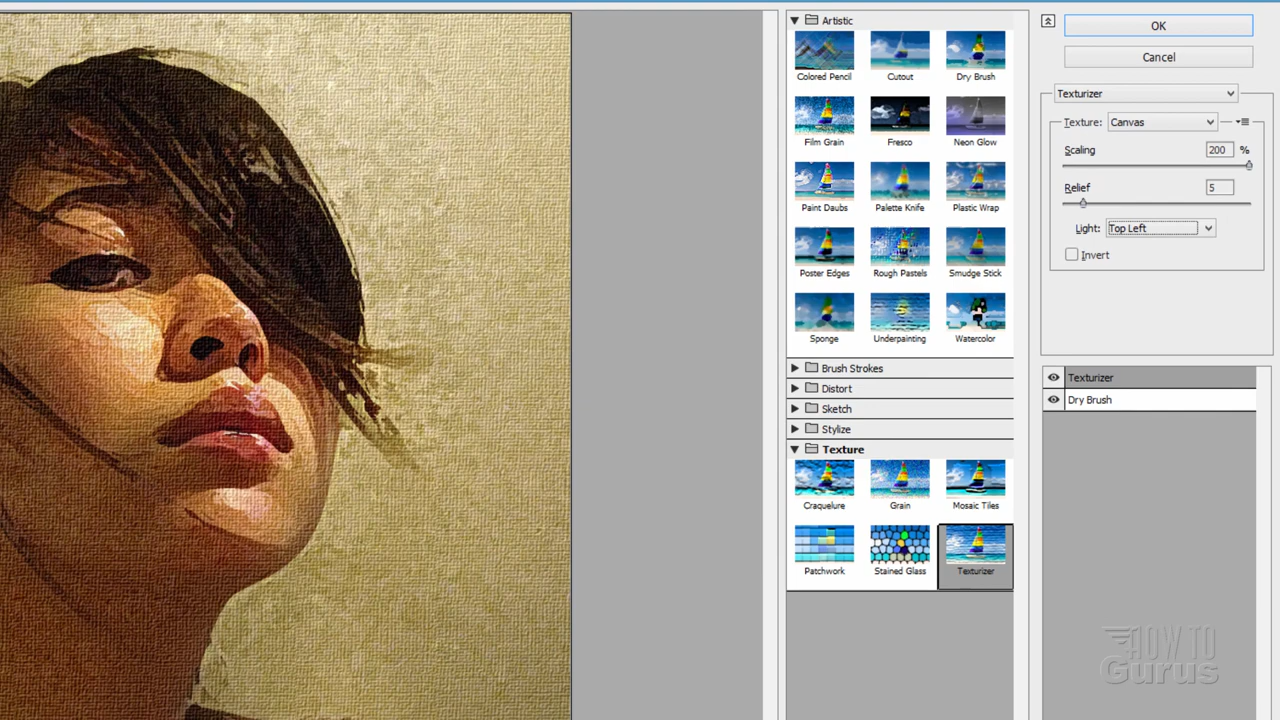 Artistic
Colored Pencil
Cutout
Dry Brush
Film Grain
Fresco
Neon Glow
Paint Daubs
Palette Knife
Plastic Wrap
Poster Edges
Rough Pastels
Smudge Stick
Sponge
Underpainting
Watercolor
Brush Strokes
Distort
Sketch
Stylize
Texture
Craquelure
Grain
Mosaic Tiles
Patchwork
Stained Glass
Texturizer
OK
Cancel
Texturizer
Texture: Canvas
Scaling 200 %
Relief 5
Light: Top Left
Invert
Texturizer
Dry Brush
HOW TO
Gurus